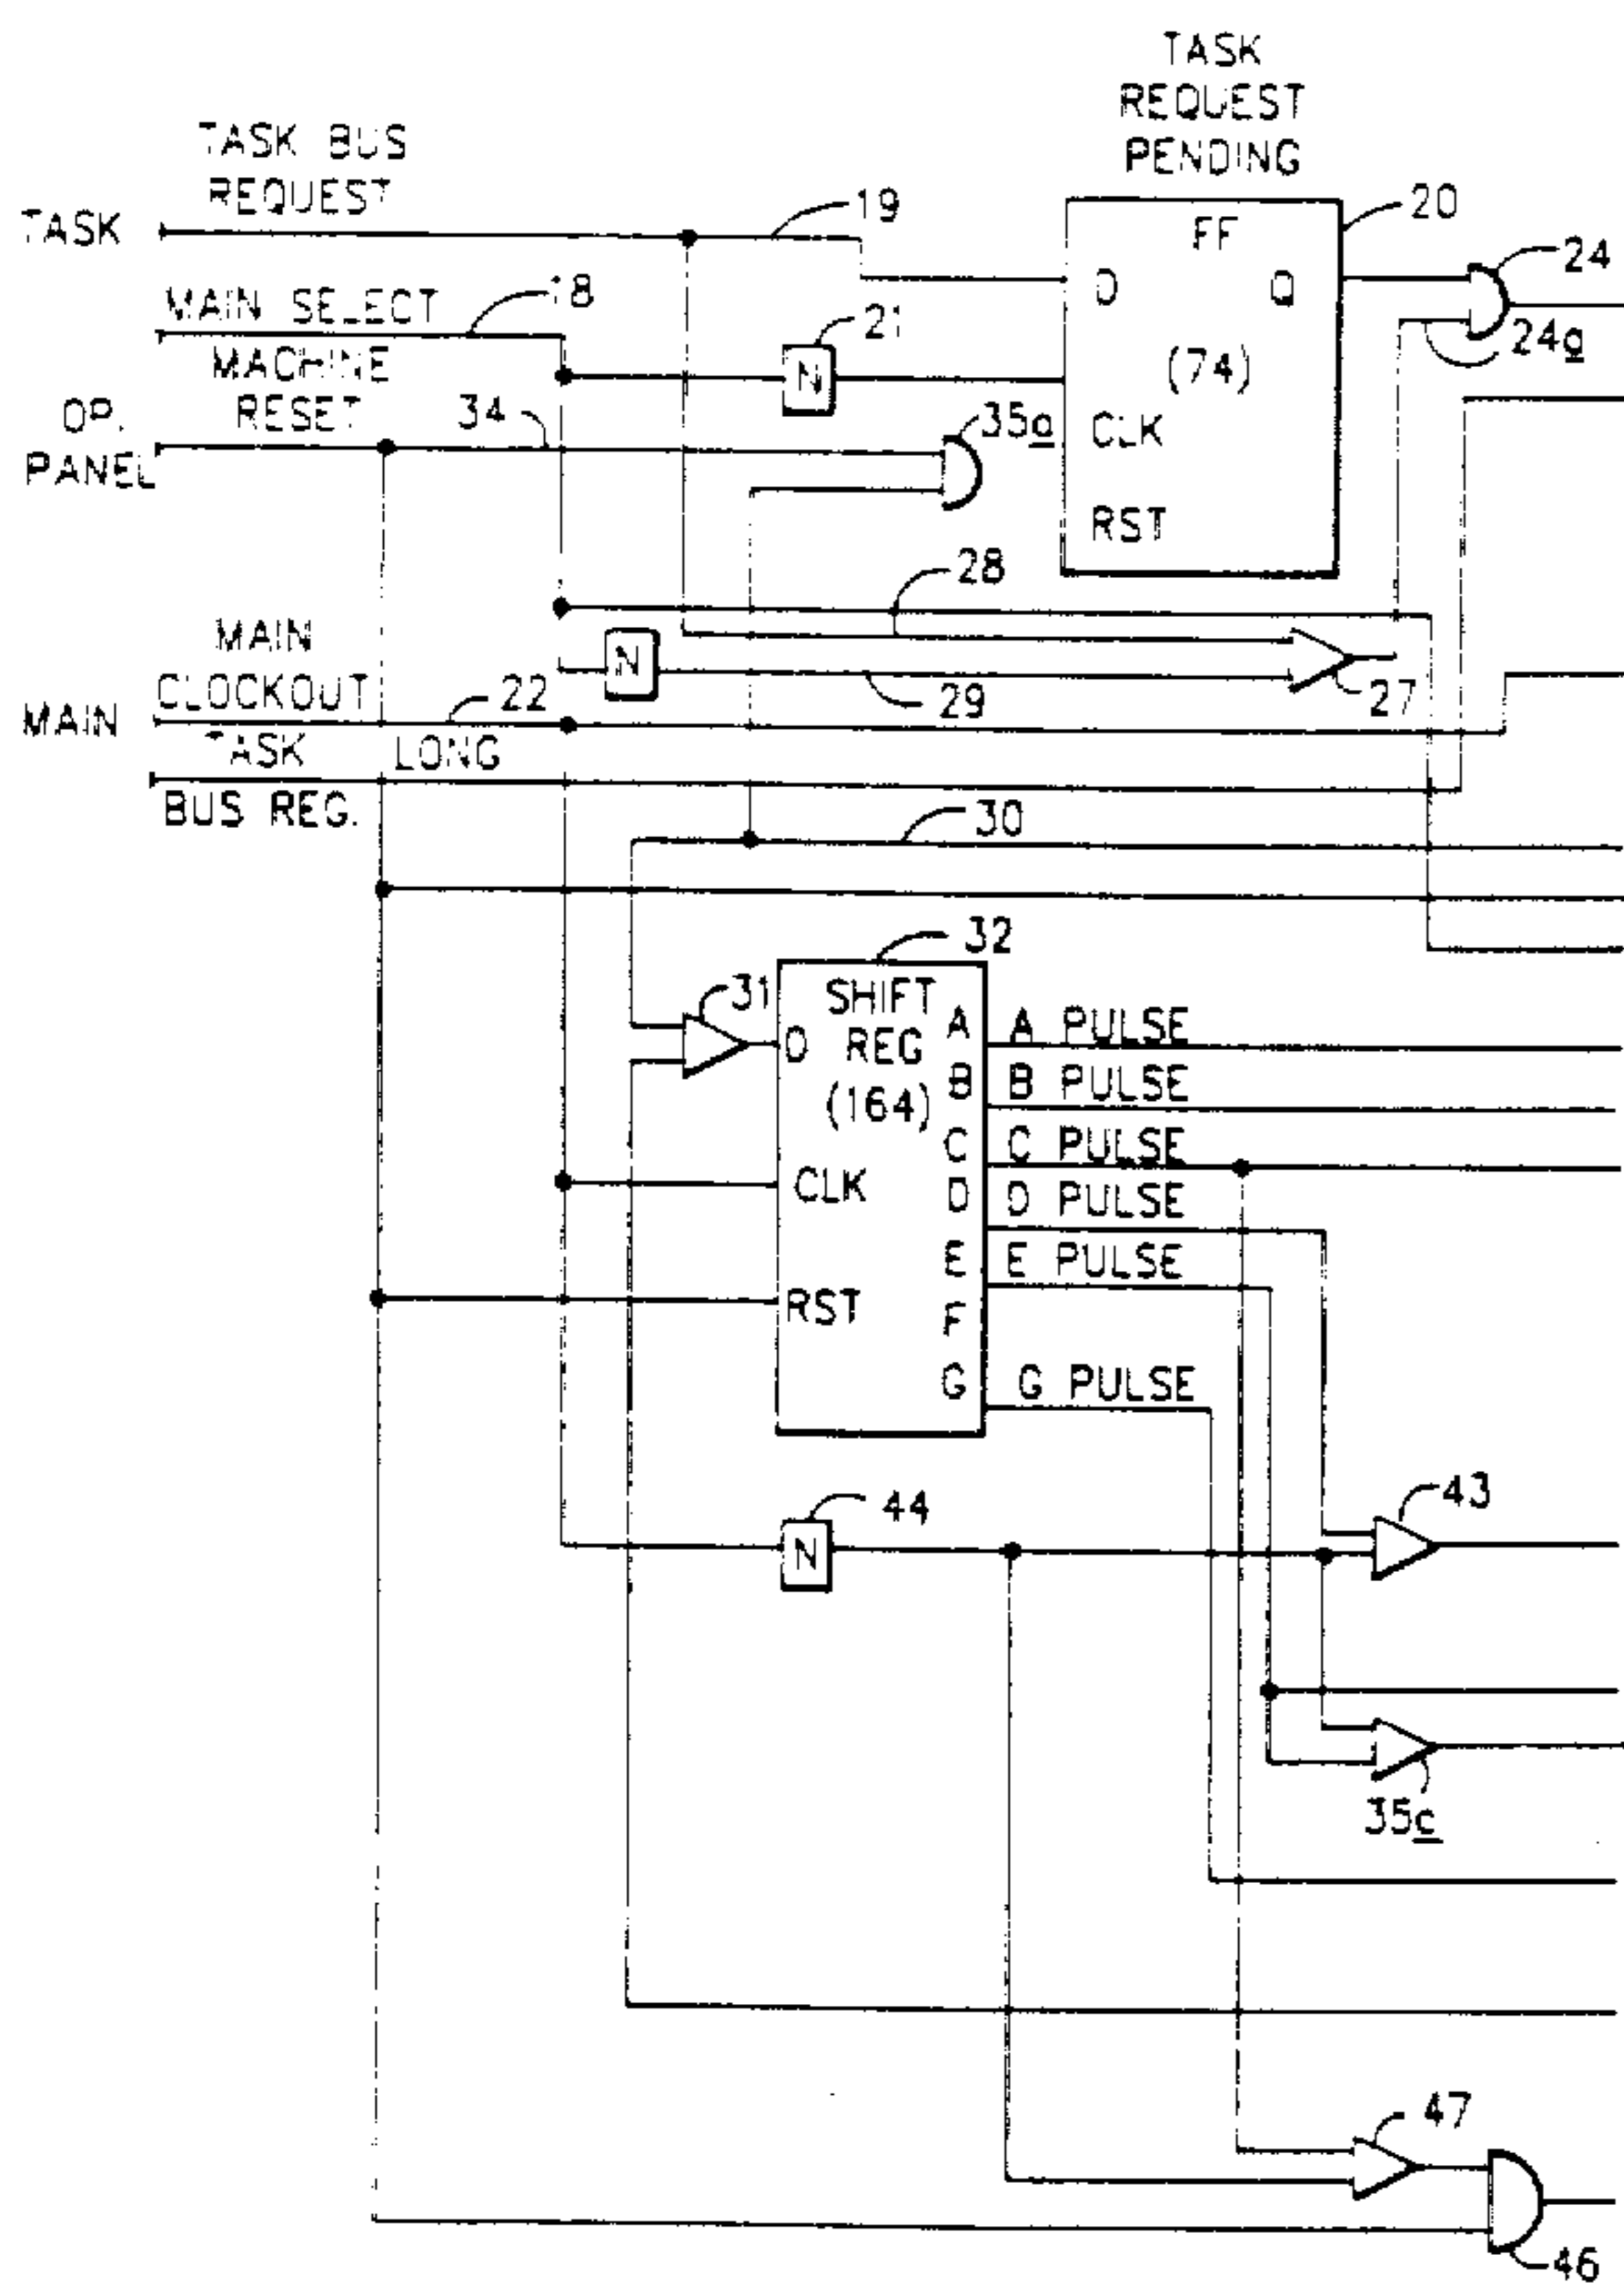 TASK
REQUEST
PENDING
TASK BUS
REQUEST
TASK
19
FF
20
D
Q
24
MAIN SELECT
18
21
N
(74)
24a
MACHINE
RESET
34
OP.
PANEL
35a
CLK
RST
28
MAIN
CLOCKOUT
N
22
29
27
MAIN
TASK LONG
BUS REG.
30
32
31
SHIFT
REG
(164)
D
A
A PULSE
B
B PULSE
C
C PULSE
CLK
D
D PULSE
E
E PULSE
RST
F
G
G PULSE
44
N
43
35c
47
46